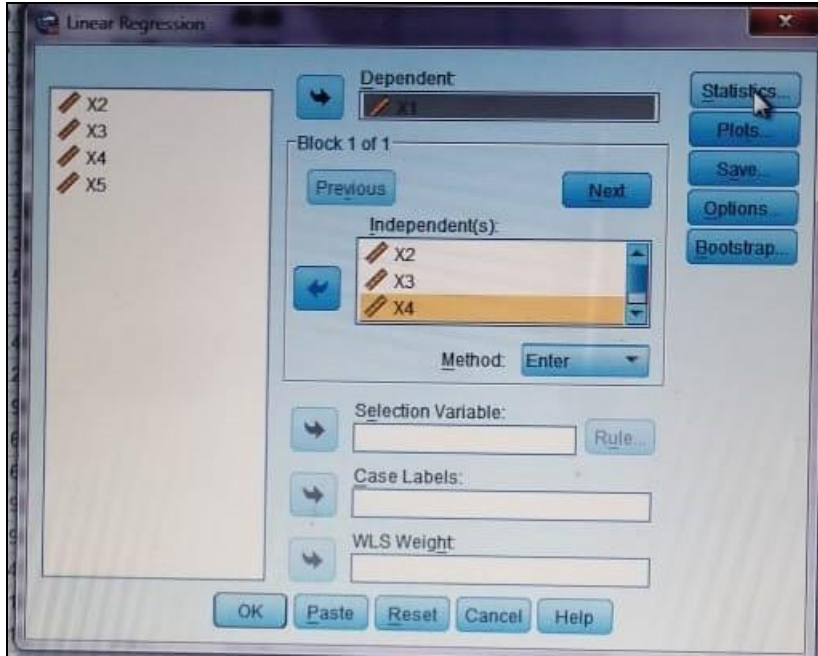 Linear Regression
X2
X3
X4
X5
Dependent:
X1
Block 1 of 1
Previous
Next
Independent(s):
X2
X3
X4
Method:
Enter
Selection Variable:
Rule...
Case Labels:
WLS Weight:
Statistics...
Plots...
Save...
Options...
Bootstrap...
OK
Paste
Reset
Cancel
Help